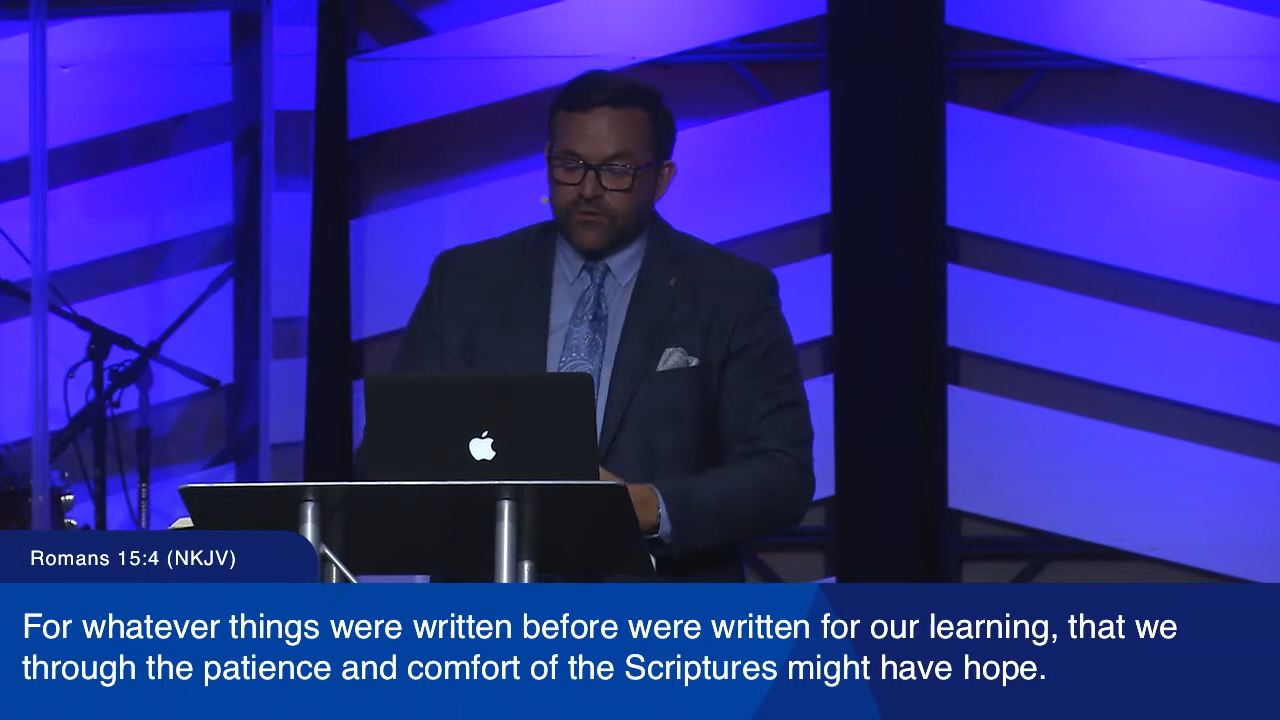 Romans 15:4 (NKJV)
For whatever things were written before were written for our learning, that we
through the patience and comfort of the Scriptures might have hope.